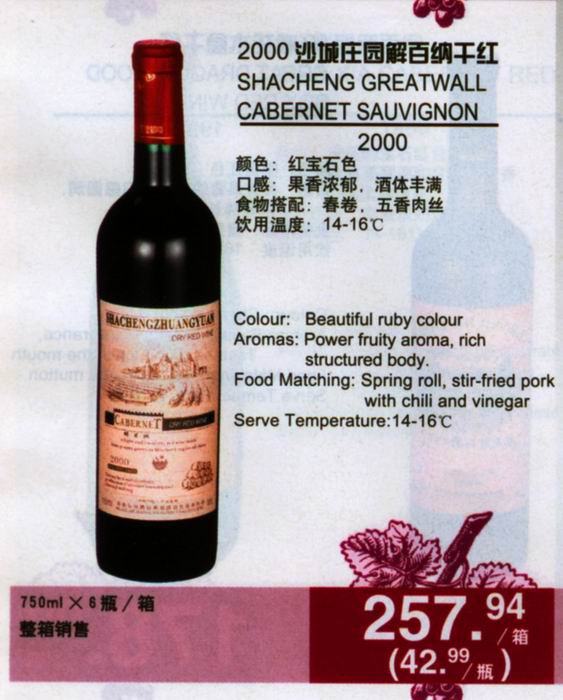 2000 沙城庄园解百纳干红
SHACHENG GREATWALL
CABERNET SAUVIGNON
2000
颜色：红宝石色
口感：果香浓郁，酒体丰满
食物搭配：春卷，五香肉丝
饮用温度：14-16℃
Colour: Beautiful ruby colour
Aromas: Power fruity aroma, rich
structured body.
Food Matching: Spring roll, stir-fried pork
with chili and vinegar
Serve Temperature:14-16℃
SHACHENGZHUANGYUAN
DRY RED WINE
CABERNET
DRY RED WINE
2000
750ml × 6瓶／箱
整箱销售
257.94／箱
(42.99／瓶)